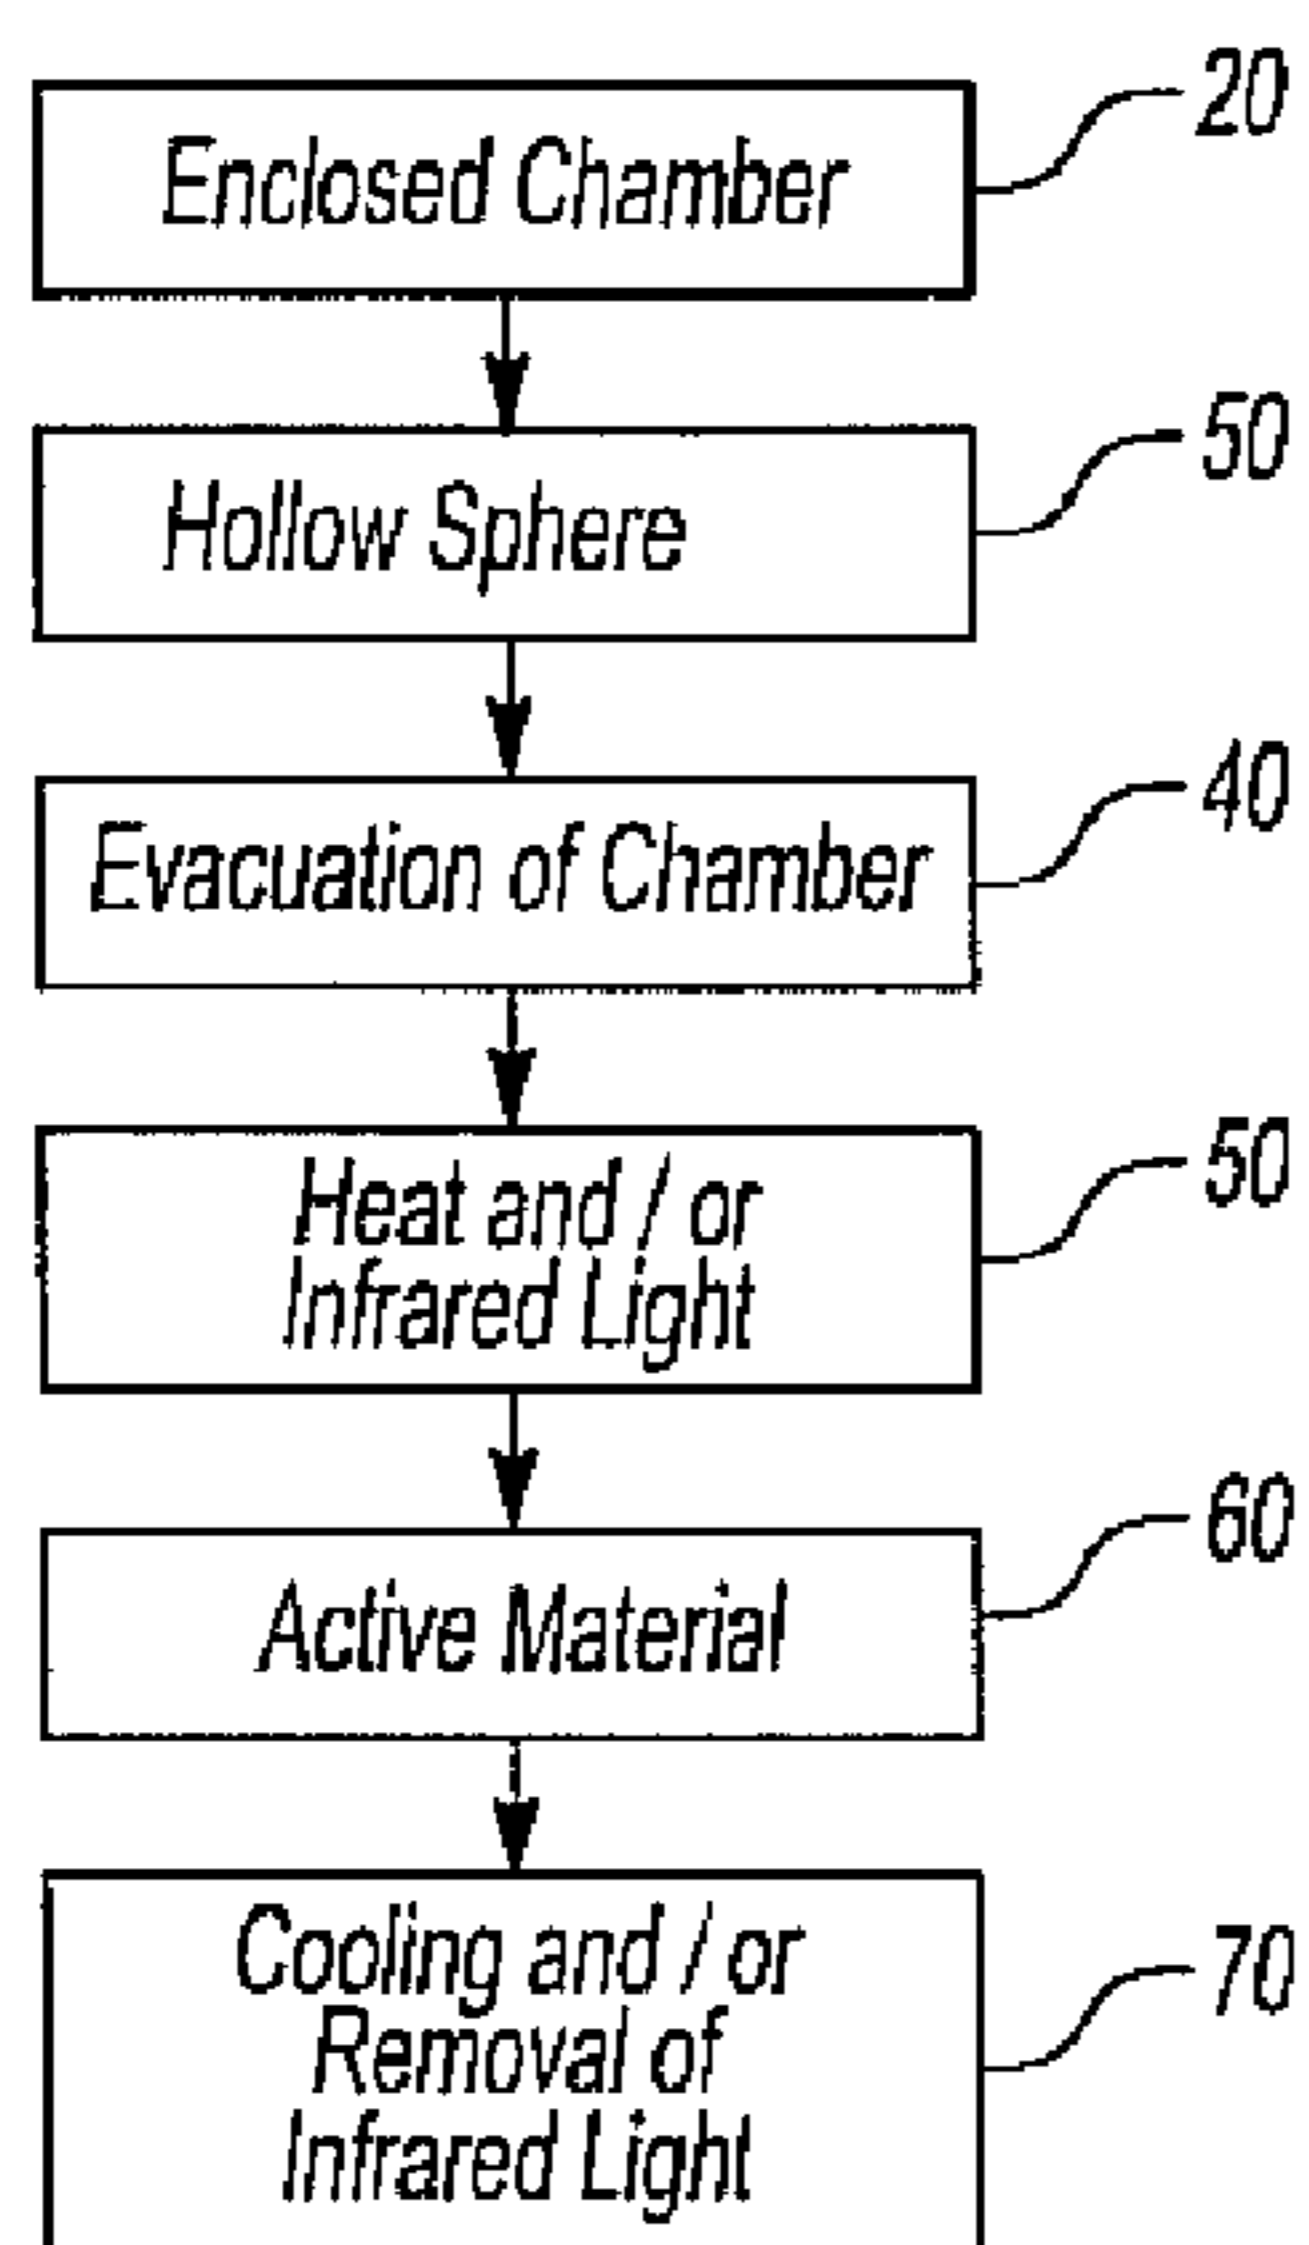 Enclosed Chamber
20
Hollow Sphere
50
Evacuation of Chamber
40
Heat and / or
Infrared Light
50
Active Material
60
Cooling and / or
Removal of
Infrared Light
70